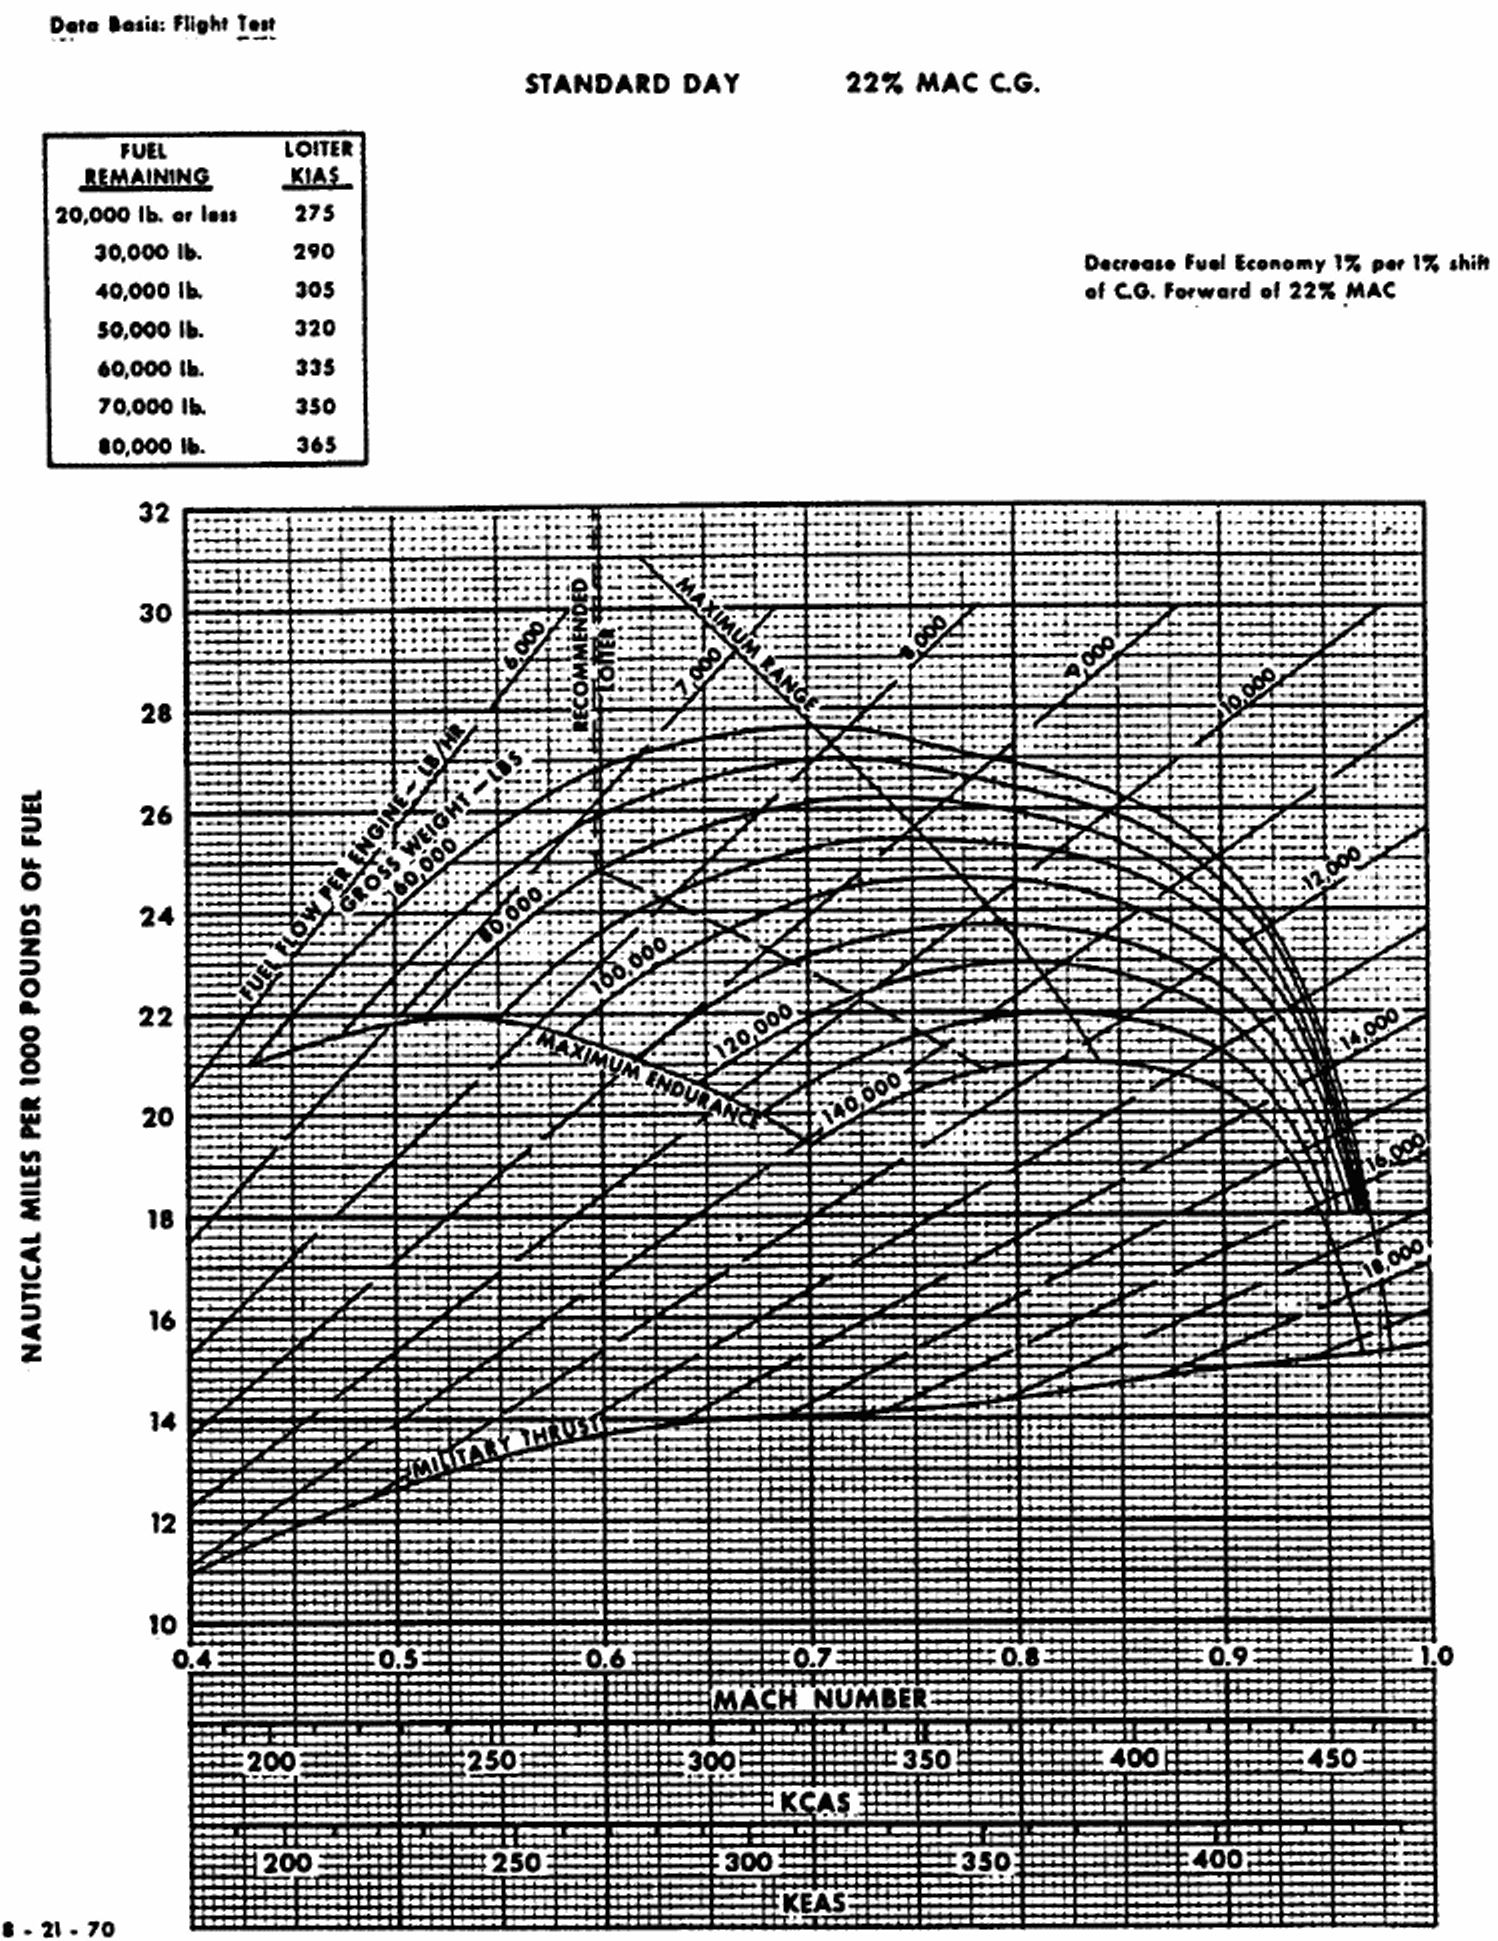 Data Basis: Flight Test
STANDARD DAY 22% MAC C.G.
FUEL REMAINING LOITER KIAS
20,000 lb. or less 275
30,000 lb. 290
40,000 lb. 305
50,000 lb. 320
60,000 lb. 335
70,000 lb. 350
80,000 lb. 365
Decrease Fuel Economy 1% per 1% shift
of C.G. Forward of 22% MAC
NAUTICAL MILES PER 1000 POUNDS OF FUEL
32
30
28
26
24
22
20
18
16
14
12
10
FUEL FLOW PER ENGINE ~ LB/HR
GROSS WEIGHT ~ LBS
6,000
RECOMMENDED
LOITER
7,000
MAXIMUM RANGE
8,000
9,000
10,000
12,000
14,000
16,000
18,000
80,000
100,000
120,000
140,000
MAXIMUM ENDURANCE
MILITARY THRUST
0.4 0.5 0.6 0.7 0.8 0.9 1.0
MACH NUMBER
200 250 300 350 400 450
KCAS
200 250 300 350 400
KEAS
8 - 21 - 70